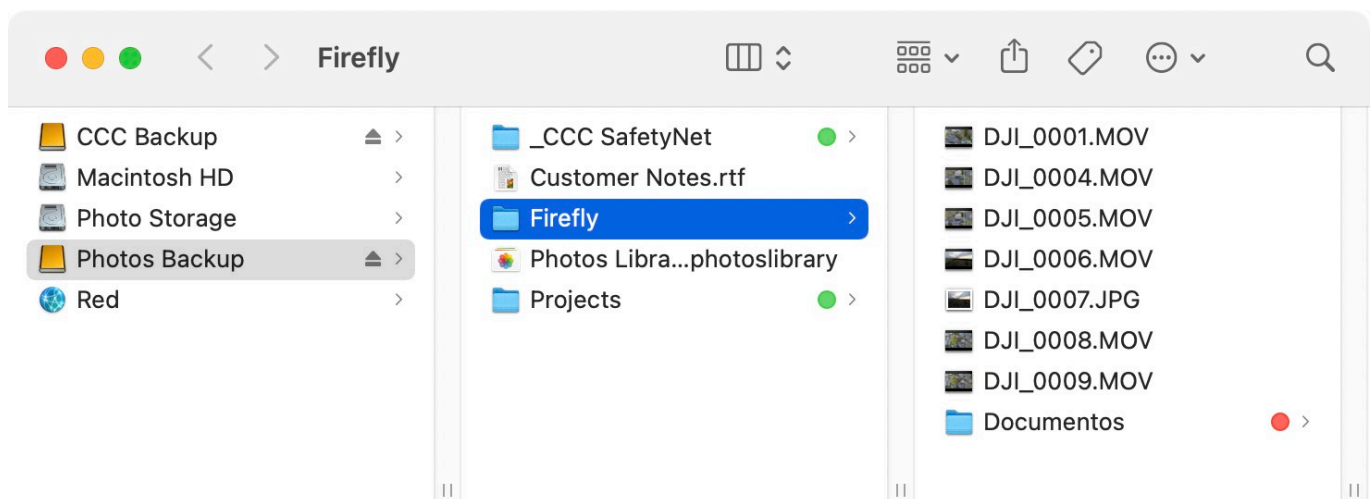 Firefly
CCC Backup
Macintosh HD
Photo Storage
Photos Backup
Red
_CCC SafetyNet
Customer Notes.rtf
Firefly
Photos Libra...photoslibrary
Projects
DJI_0001.MOV
DJI_0004.MOV
DJI_0005.MOV
DJI_0006.MOV
DJI_0007.JPG
DJI_0008.MOV
DJI_0009.MOV
Documentos